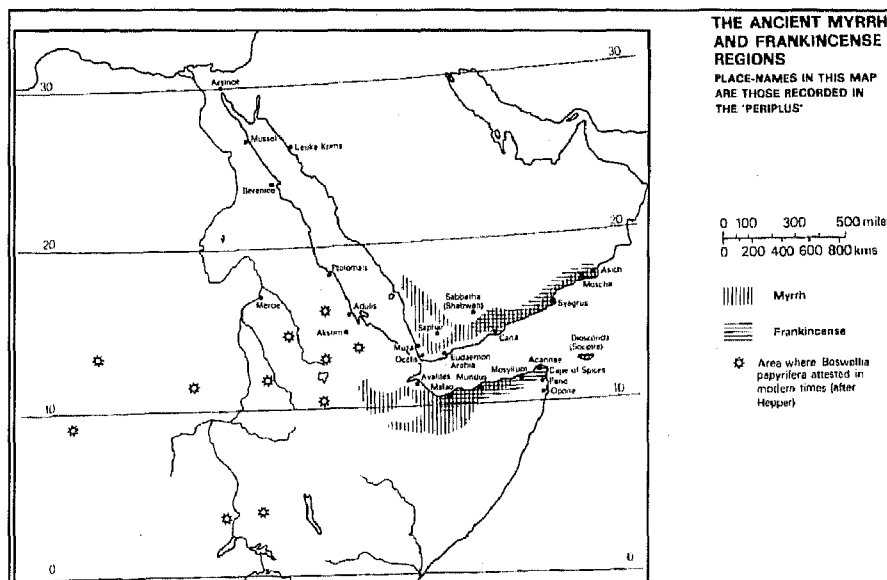 THE ANCIENT MYRRH
AND FRANKINCENSE
REGIONS
PLACE-NAMES IN THIS MAP
ARE THOSE RECORDED IN
THE 'PERIPLUS'
0 100 300 500 miles
0 200 400 600 800 kms
Myrrh
Frankincense
Area where Boswellia
papyrifera attested in
modern times (after
Hepper)
30
30
Arsinoe
Mussel
Leuke Kome
Berenice
20
20
Ptolemais
Meroe
Adulis
Aksum
Sabbatha
(Shabwah)
Saphar
Asich
Moscha
Syagrus
Cana
Muza
Ocelis
Eudaemon
Arabia
Dioscorida
(Socotra)
Acannae
Cape of Spices
Pano
Opone
Mosyllum
Mundus
Avalites
Malao
10
10
0
0